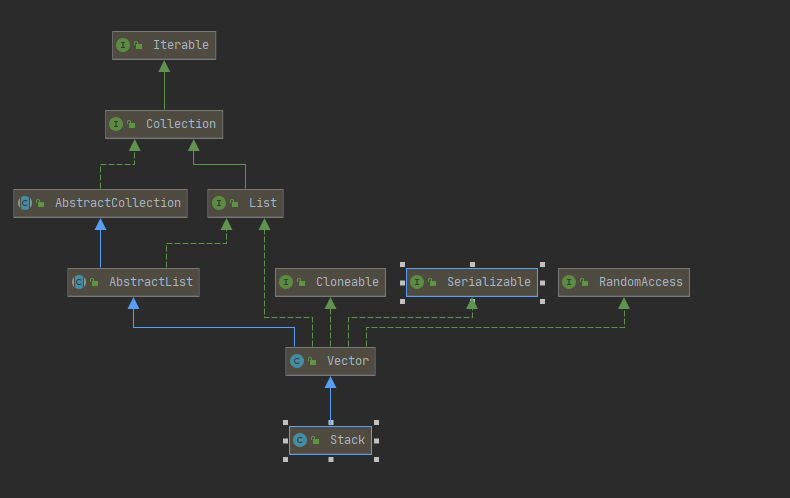 I Iterable
I Collection
C AbstractCollection
I List
C AbstractList
I Cloneable
I Serializable
I RandomAccess
C Vector
C Stack